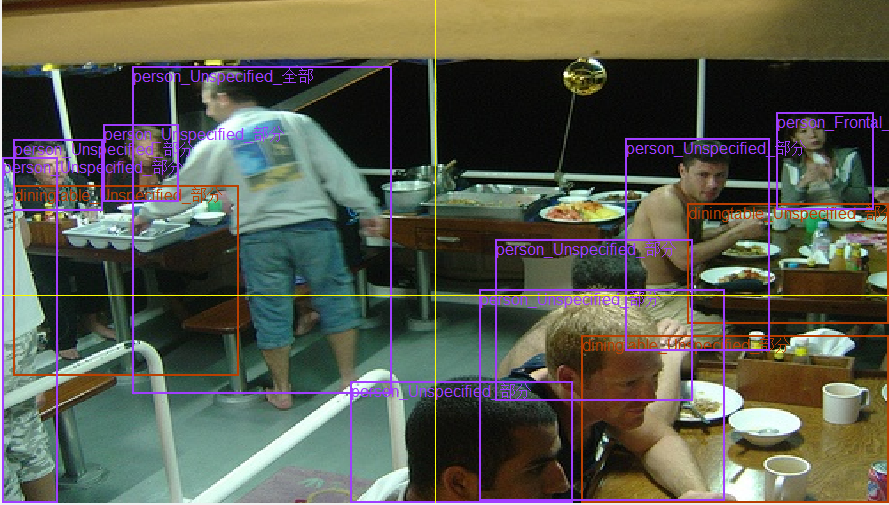 person_Unspecified_全部
person_Frontal_
person_Unspecified_部分
person_Unspecified_部分
person_Unspecified_部分
person_Unspecified_部分
diningtable_Unspecified_部分
diningtable_Unspecified_部分
person_Unspecified_部分
person_Unspecified_部分
diningtable_Unspecified_部分
person_Unspecified_部分